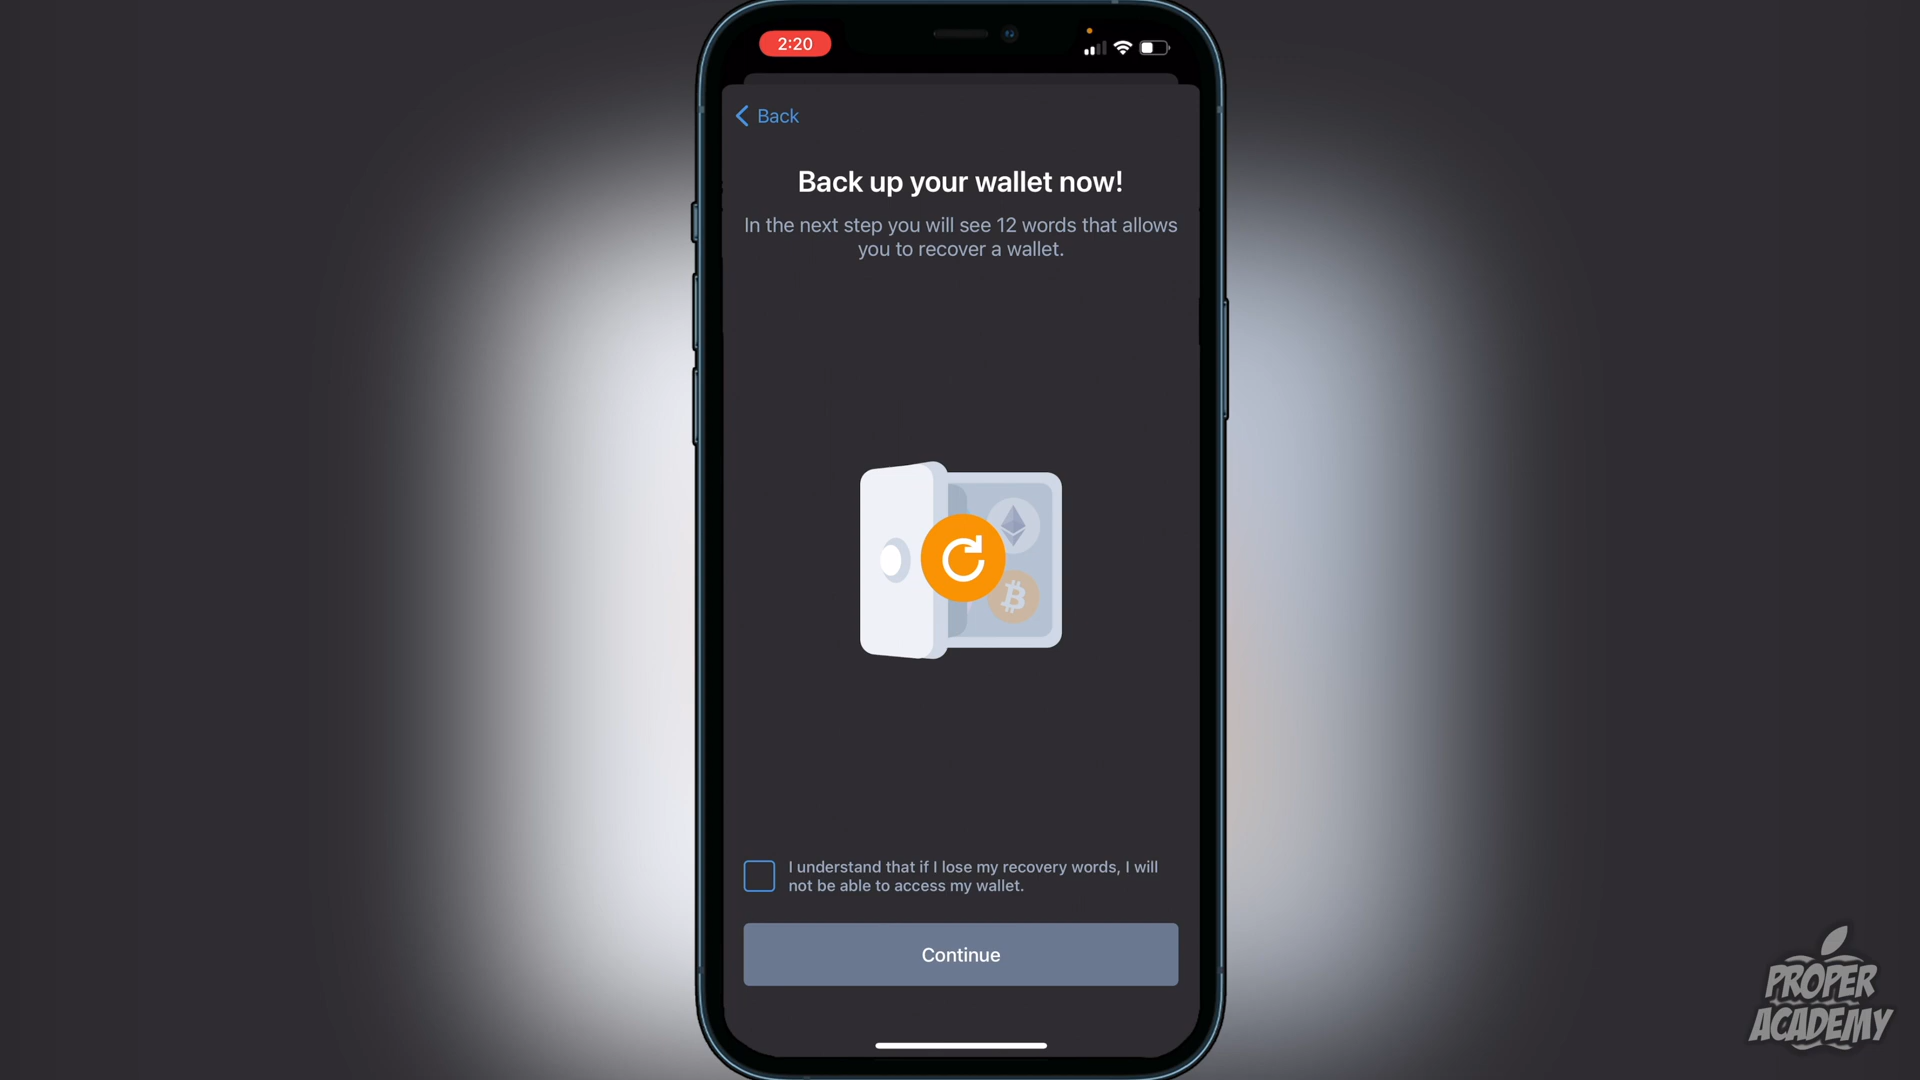 2:20
Back
Back up your wallet now!
In the next step you will see 12 words that allows
you to recover a wallet.
I understand that if I lose my recovery words, I will
not be able to access my wallet.
Continue
PROPER
ACADEMY